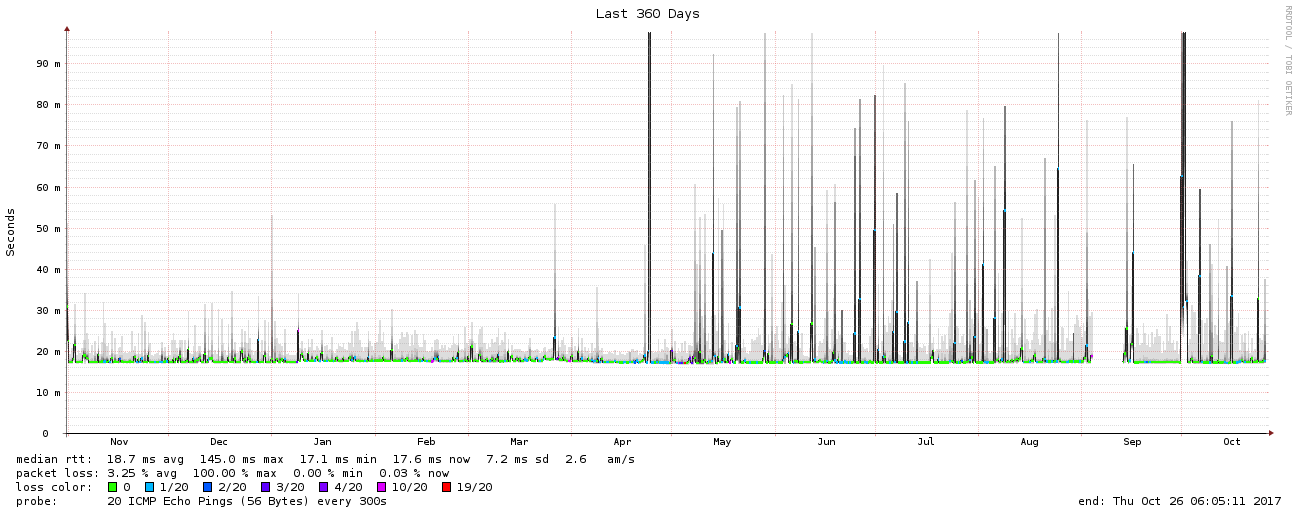 Last 360 Days
RRDTOOL / TOBI OETIKER
Seconds
90 m
80 m
70 m
60 m
50 m
40 m
30 m
20 m
10 m
0
Nov Dec Jan Feb Mar Apr May Jun Jul Aug Sep Oct
median rtt: 18.7 ms avg 145.0 ms max 17.1 ms min 17.6 ms now 7.2 ms sd 2.6 am/s
packet loss: 3.25 % avg 100.00 % max 0.00 % min 0.03 % now
loss color: 0 1/20 2/20 3/20 4/20 10/20 19/20
probe: 20 ICMP Echo Pings (56 Bytes) every 300s end: Thu Oct 26 06:05:11 2017